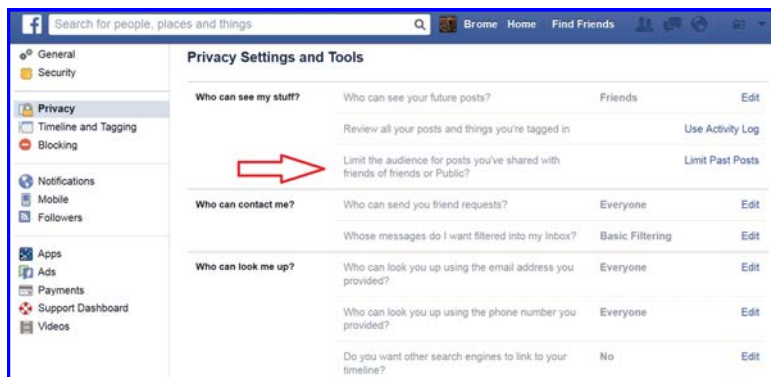 f Search for people, places and things Brome Home Find Friends
General
Security
Privacy
Timeline and Tagging
Blocking
Notifications
Mobile
Followers
Apps
Ads
Payments
Support Dashboard
Videos
Privacy Settings and Tools
Who can see my stuff? Who can see your future posts? Friends Edit
Review all your posts and things you're tagged in Use Activity Log
Limit the audience for posts you've shared with Limit Past Posts
friends of friends or Public?
Who can contact me? Who can send you friend requests? Everyone Edit
Whose messages do I want filtered into my Inbox? Basic Filtering Edit
Who can look me up? Who can look you up using the email address you Everyone Edit
provided?
Who can look you up using the phone number you Everyone Edit
provided?
Do you want other search engines to link to your No Edit
timeline?